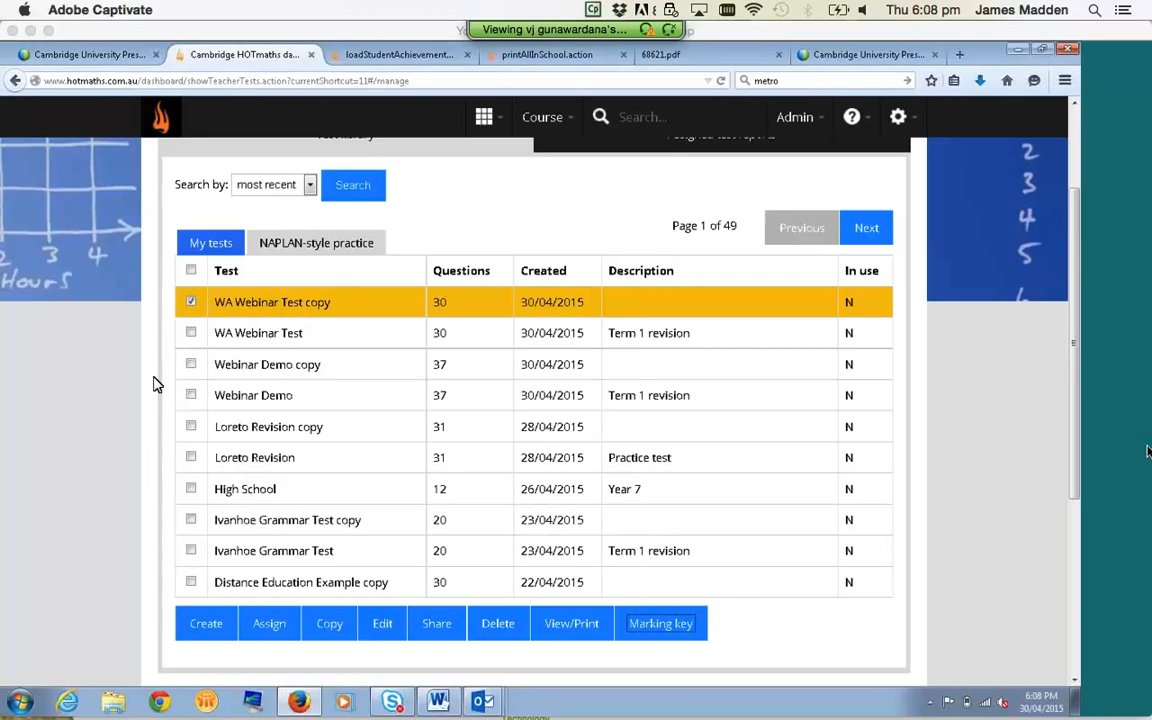 Adobe Captivate
Thu 6:08 pm James Madden
Viewing vj gunawardana's...
Cambridge University Pres...
Cambridge HOTmaths da...
loadStudentAchievement...
printAllInSchool.action
68621.pdf
Cambridge University Pres...
www.hotmaths.com.au/dashboard/showTeacherTests.action?currentShortcut=11#/manage
metro
Course
Search...
Admin
Search by: most recent Search
Page 1 of 49 Previous Next
My tests NAPLAN-style practice
Test Questions Created Description In use
WA Webinar Test copy 30 30/04/2015 N
WA Webinar Test 30 30/04/2015 Term 1 revision N
Webinar Demo copy 37 30/04/2015 N
Webinar Demo 37 30/04/2015 Term 1 revision N
Loreto Revision copy 31 28/04/2015 N
Loreto Revision 31 28/04/2015 Practice test N
High School 12 26/04/2015 Year 7 N
Ivanhoe Grammar Test copy 20 23/04/2015 N
Ivanhoe Grammar Test 20 23/04/2015 Term 1 revision N
Distance Education Example copy 30 22/04/2015 N
Create Assign Copy Edit Share Delete View/Print Marking key
2 3 4
Hours
2
3
4
5
6:08 PM
30/04/2015
Technology